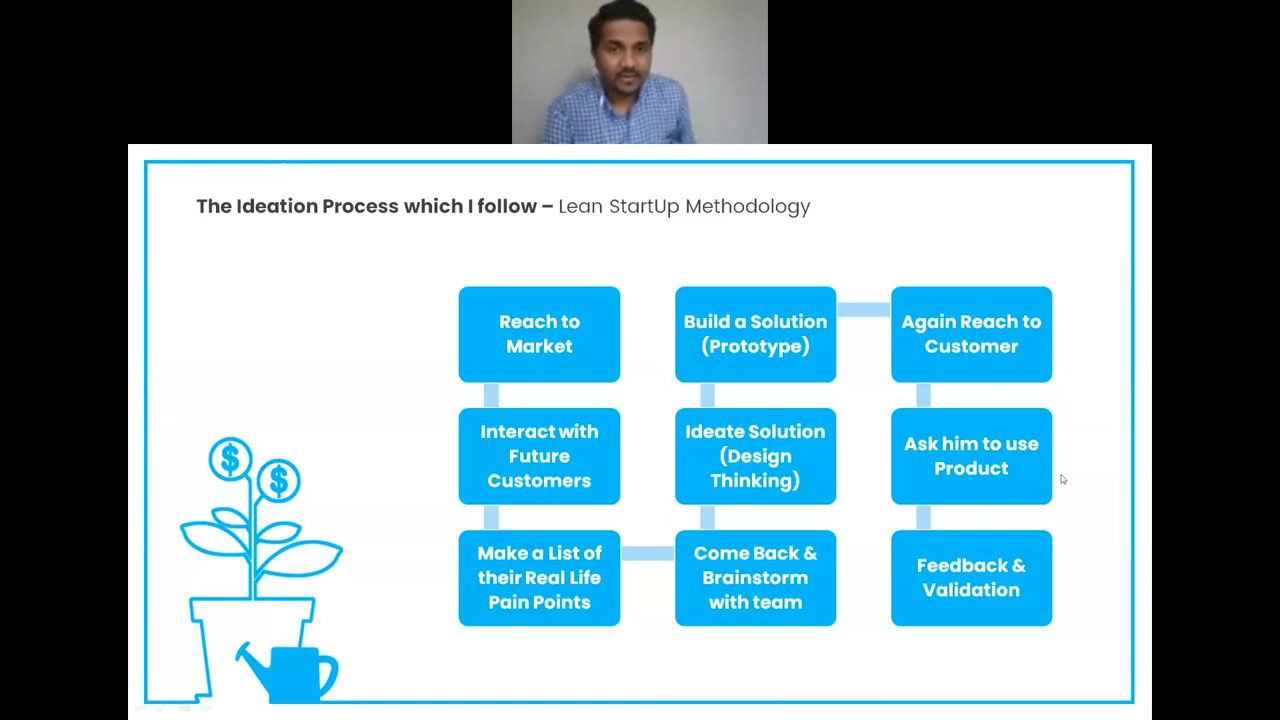 The Ideation Process which I follow – Lean StartUp Methodology
Reach to
Market
Interact with
Future
Customers
Make a List of
their Real Life
Pain Points
Come Back &
Brainstorm
with team
Ideate Solution
(Design
Thinking)
Build a Solution
(Prototype)
Again Reach to
Customer
Ask him to use
Product
Feedback &
Validation
$
$